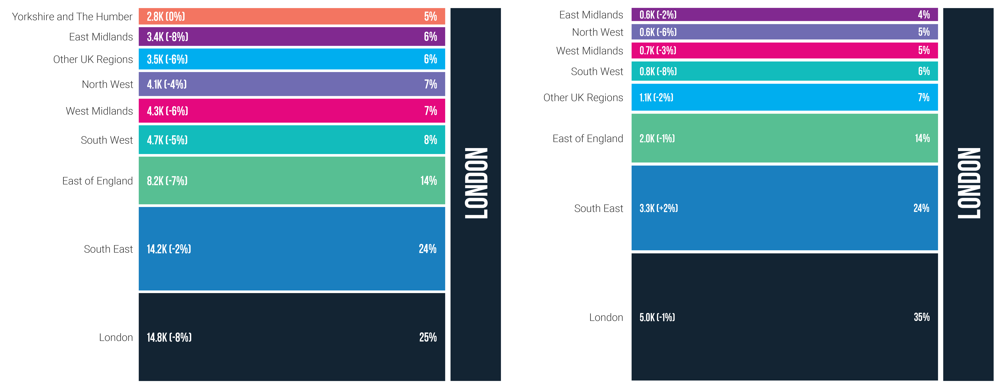 Yorkshire and The Humber 2.8K (0%) 5%
East Midlands 3.4K (-8%) 6%
Other UK Regions 3.5K (-6%) 6%
North West 4.1K (-4%) 7%
West Midlands 4.3K (-6%) 7%
South West 4.7K (-5%) 8%
East of England 8.2K (-7%) 14%
South East 14.2K (-2%) 24%
London 14.8K (-8%) 25%
LONDON
East Midlands 0.6K (-2%) 4%
North West 0.6K (-6%) 5%
West Midlands 0.7K (-3%) 5%
South West 0.8K (-8%) 6%
Other UK Regions 1.1K (-2%) 7%
East of England 2.0K (-1%) 14%
South East 3.3K (+2%) 24%
London 5.0K (-1%) 35%
LONDON